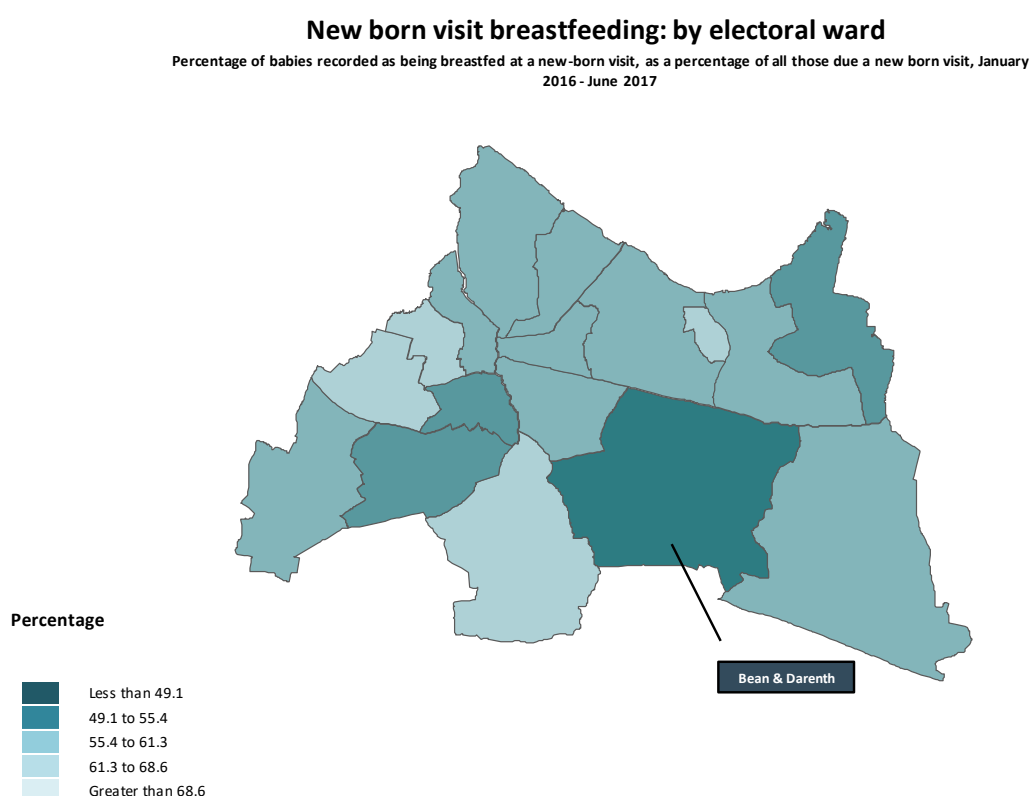 New born visit breastfeeding: by electoral ward
Percentage of babies recorded as being breastfed at a new-born visit, as a percentage of all those due a new born visit, January
2016 - June 2017
Bean & Darenth
Percentage
Less than 49.1
49.1 to 55.4
55.4 to 61.3
61.3 to 68.6
Greater than 68.6